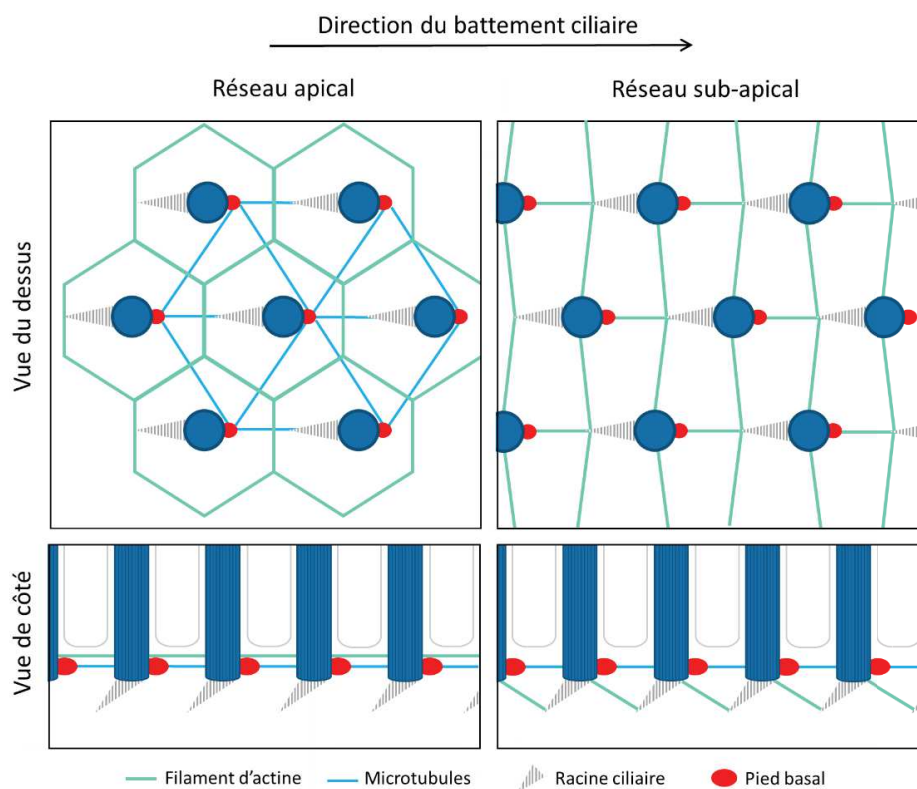 Direction du battement ciliaire
Réseau apical
Réseau sub-apical
Vue du dessus
Vue de côté
Filament d'actine
Microtubules
Racine ciliaire
Pied basal